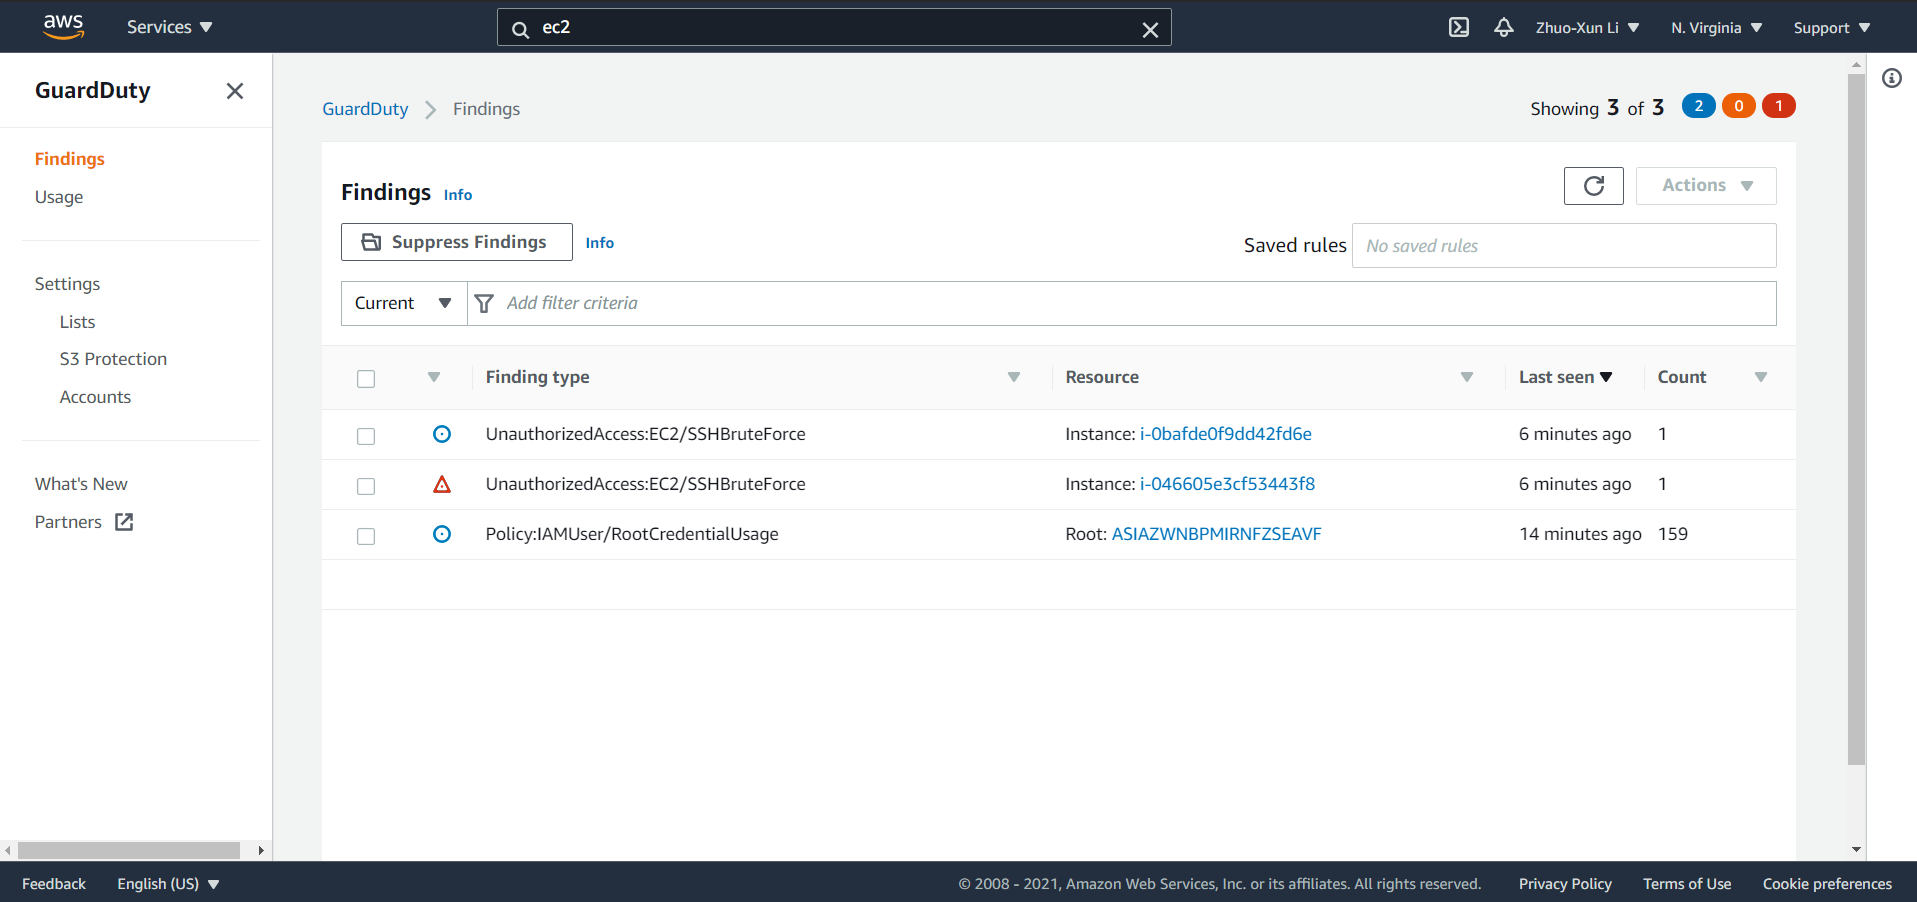 aws Services ec2 Zhuo-Xun Li N. Virginia Support
GuardDuty
Findings
Usage
Settings
Lists
S3 Protection
Accounts
What's New
Partners
GuardDuty Findings Showing 3 of 3 2 0 1
Findings Info
Actions
Suppress Findings Info
Saved rules No saved rules
Current Add filter criteria
Finding type Resource Last seen Count
UnauthorizedAccess:EC2/SSHBruteForce Instance: i-0bafde0f9dd42fd6e 6 minutes ago 1
UnauthorizedAccess:EC2/SSHBruteForce Instance: i-046605e3cf53443f8 6 minutes ago 1
Policy:IAMUser/RootCredentialUsage Root: ASIAZWNBPMIRNFZSEAVF 14 minutes ago 159
Feedback English (US) © 2008 - 2021, Amazon Web Services, Inc. or its affiliates. All rights reserved. Privacy Policy Terms of Use Cookie preferences